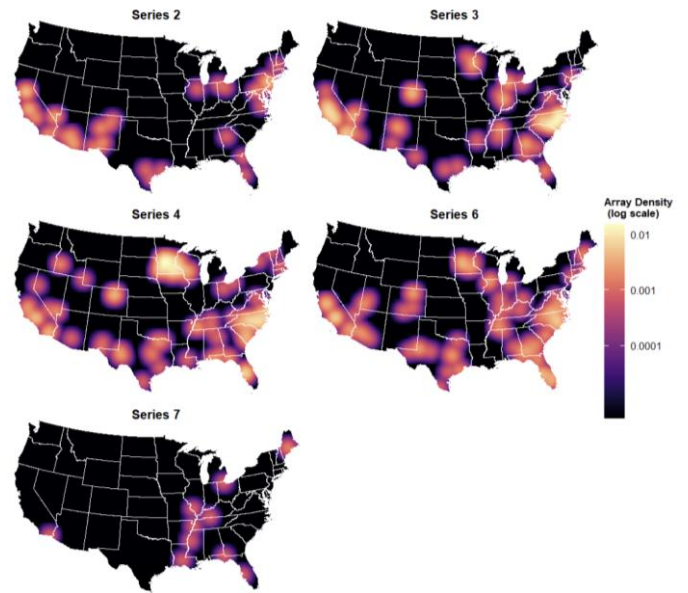 Series 2
Series 3
Series 4
Series 6
Array Density
(log scale)
0.01
0.001
0.0001
Series 7